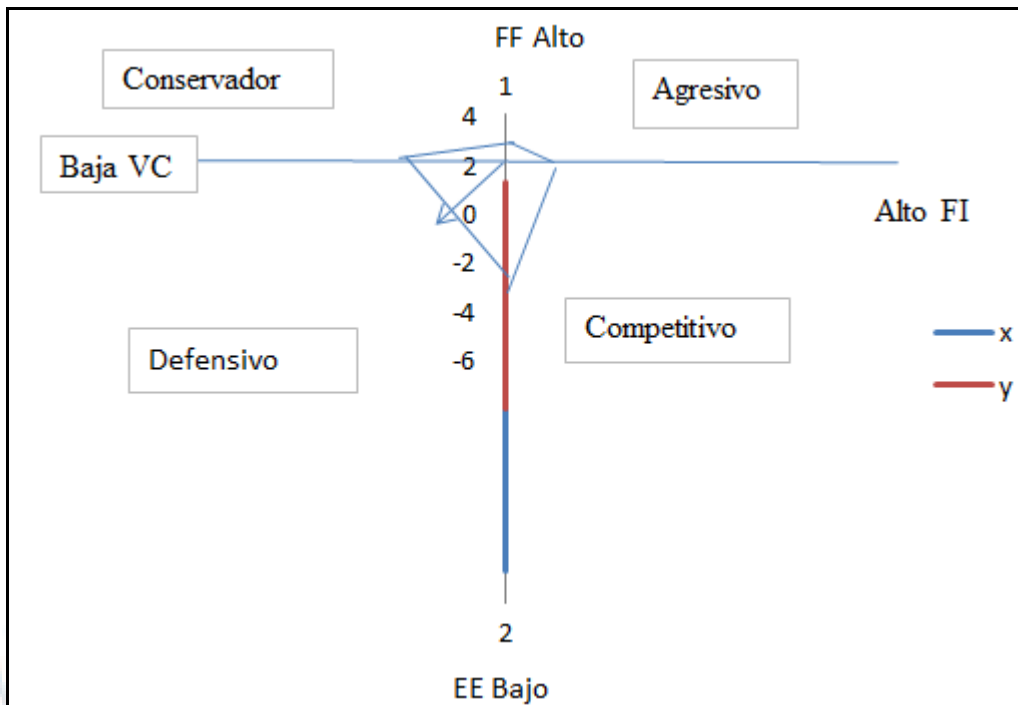 FF Alto
Conservador
1
Agresivo
4
Baja VC
2
0
Alto FI
-2
-4
Competitivo
x
Defensivo
-6
y
2
EE Bajo